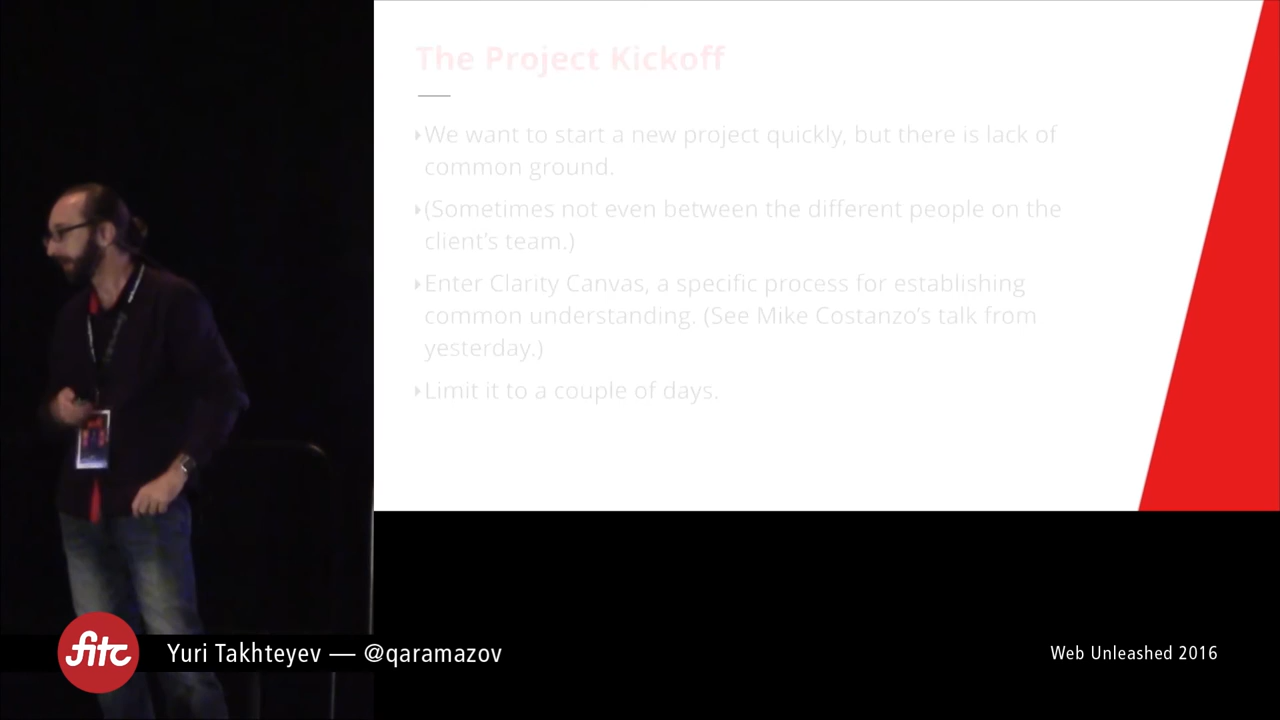 The Project Kickoff
We want to start a new project quickly, but there is lack of
common ground.
(Sometimes not even between the different people on the
client's team.)
Enter Clarity Canvas, a specific process for establishing
common understanding. (See Mike Costanzo's talk from
yesterday.)
Limit it to a couple of days.
fitc
Yuri Takhteyev — @qaramazov
Web Unleashed 2016